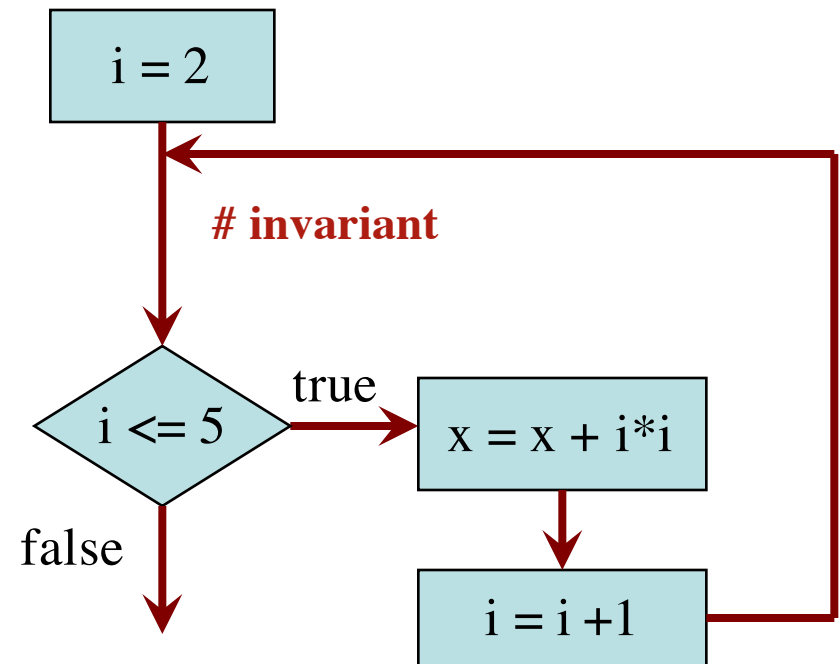 i = 2
# invariant
true
i <= 5
x = x + i*i
false
i = i +1